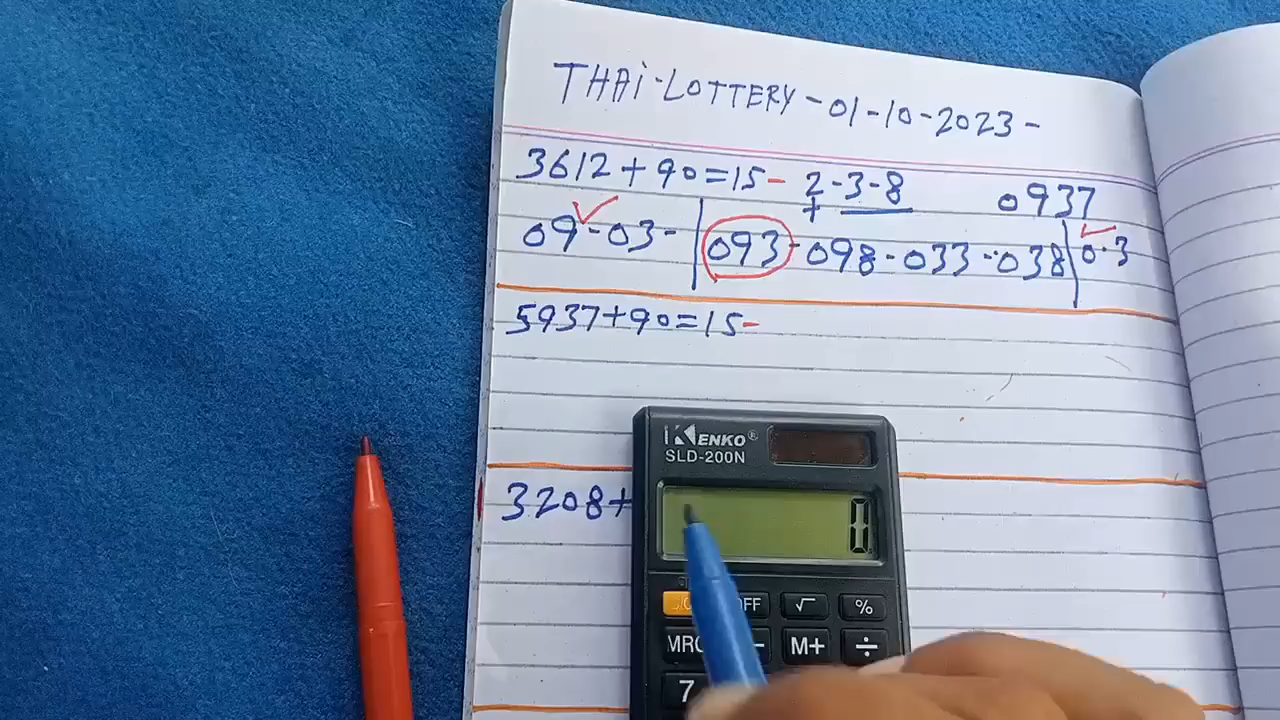 THAI-LOTTERY-01-10-2023-
3612+90=15- 2-3-8 0937
+
09-03- 093-098-033-038 0.3
5937+90=15-
3208+
KENKO®
SLD-200N
0
OFF √ %
MRC M+ ÷
7